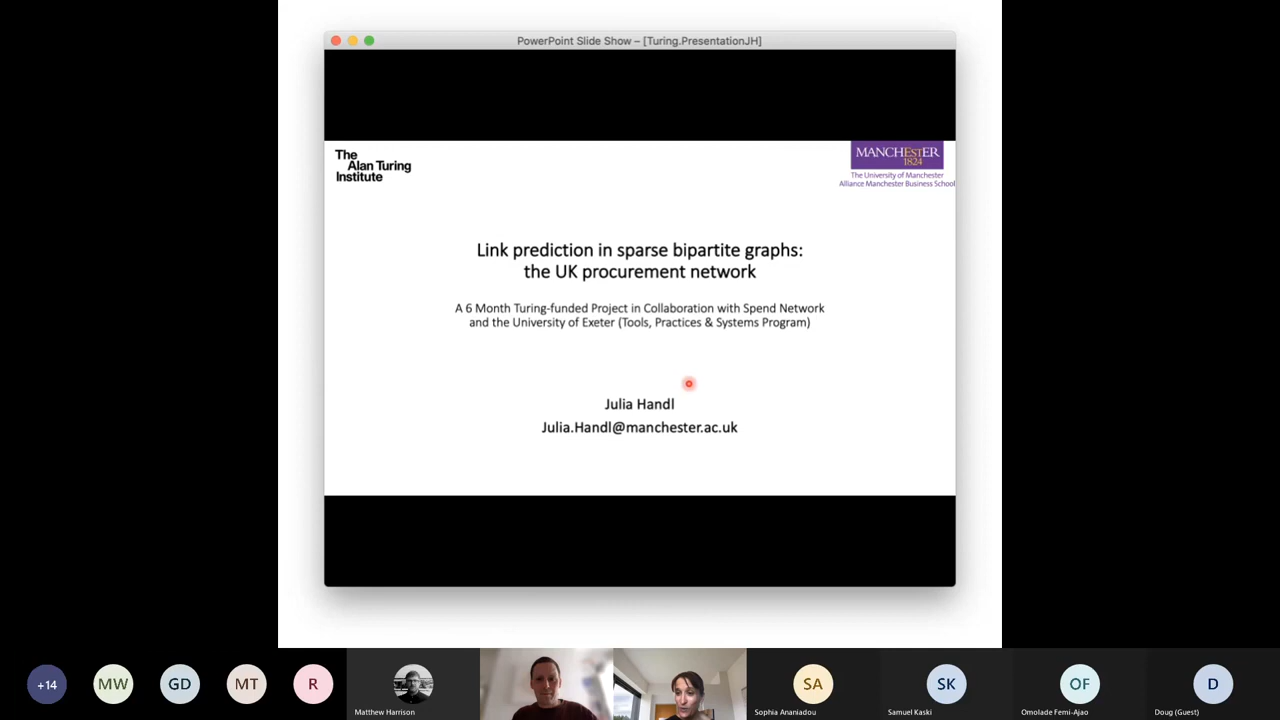 PowerPoint Slide Show – [Turing.PresentationJH]
The
Alan Turing
Institute
MANCHESTER
1824
The University of Manchester
Alliance Manchester Business School
Link prediction in sparse bipartite graphs:
the UK procurement network
A 6 Month Turing-funded Project in Collaboration with Spend Network
and the University of Exeter (Tools, Practices & Systems Program)
Julia Handl
Julia.Handl@manchester.ac.uk
+14
MW
GD
MT
R
Matthew Harrison
SA
Sophia Ananiadou
SK
Samuel Kaski
OF
Omolade Femi-Ajao
D
Doug (Guest)